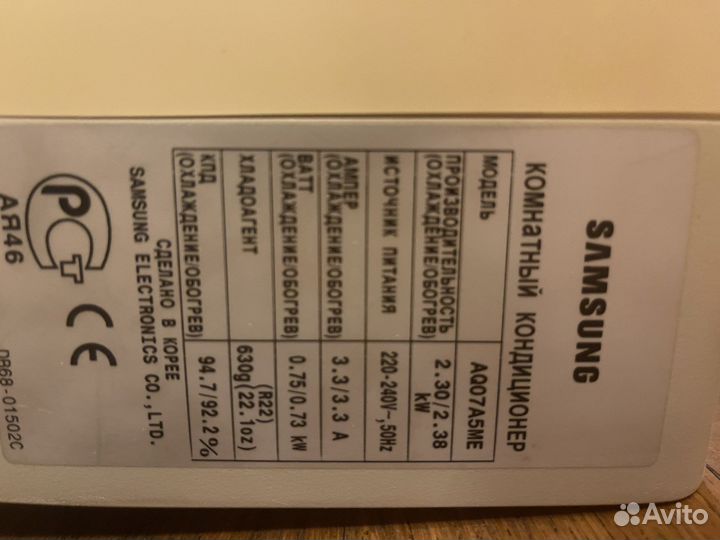 SAMSUNG
КОМНАТНЫЙ КОНДИЦИОНЕР
МОДЕЛЬ AQ07A5ME
ПРОИЗВОДИТЕЛЬНОСТЬ
(ОХЛАЖДЕНИЕ/ОБОГРЕВ) 2.30/2.38 kW
ИСТОЧНИК ПИТАНИЯ 220-240V~,50Hz
АМПЕР
(ОХЛАЖДЕНИЕ/ОБОГРЕВ) 3.3/3.3 A
ВАТТ
(ОХЛАЖДЕНИЕ/ОБОГРЕВ) 0.75/0.73 kW
ХЛАДОАГЕНТ (R22)
630g(22.1oz)
КПД
(ОХЛАЖДЕНИЕ/ОБОГРЕВ) 94.7/92.2%
СДЕЛАНО В КОРЕЕ
SAMSUNG ELECTRONICS CO.,LTD.
РСТ CE
АЯ46
DB68-01502C
Avito